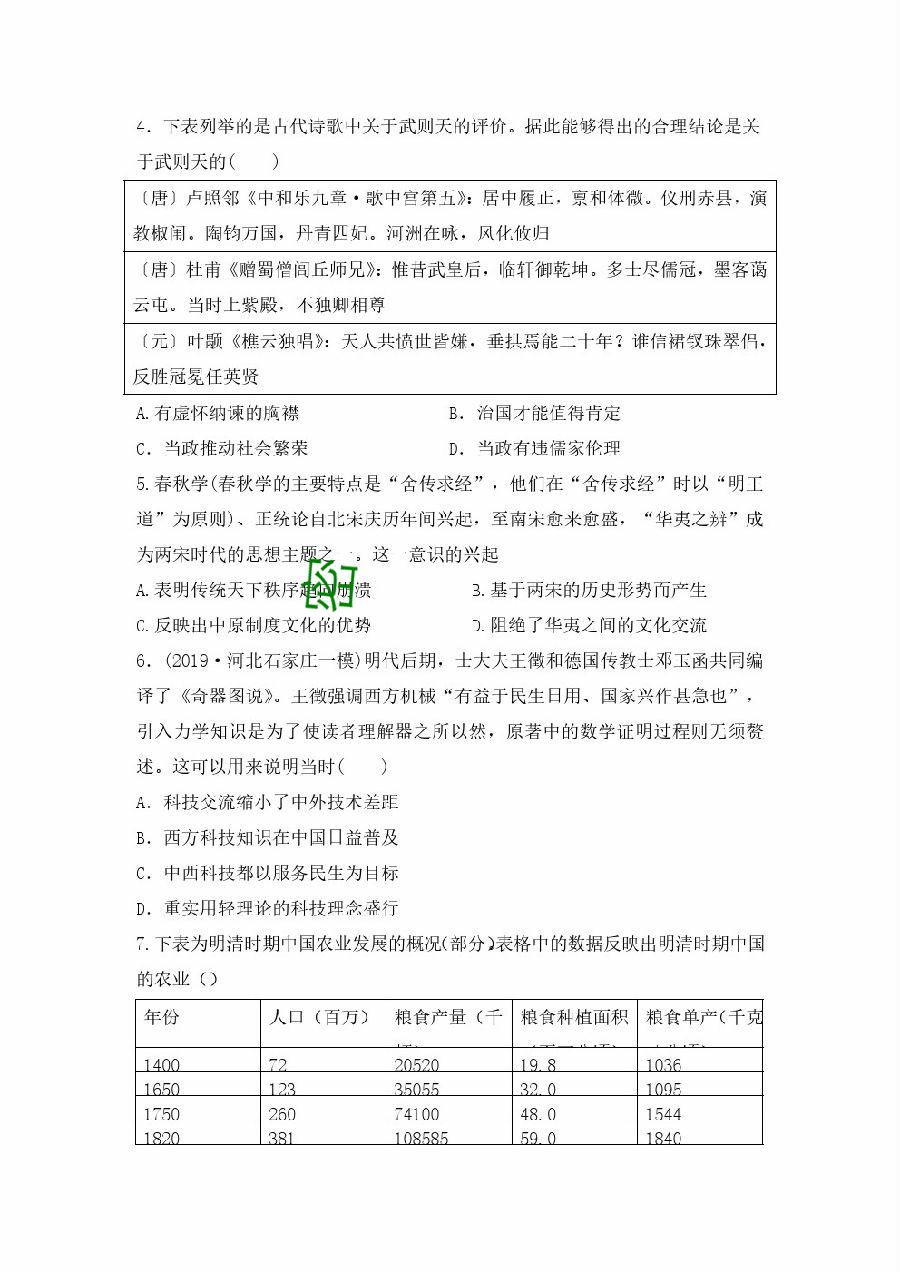 4．下表列举的是古代诗歌中关于武则天的评价。据此能够得出的合理结论是关
于武则天的(　　)
〔唐〕卢照邻《中和乐九章·歌中宫第五》：居中履正，禀和体微。仪刑赤县，演
教椒闱。陶钧万国，丹青四妃。河洲在咏，风化攸归
〔唐〕杜甫《赠蜀僧闾丘师兄》：惟昔武皇后，临轩御乾坤。多士尽儒冠，墨客蔼
云屯。当时上紫殿，不独卿相尊
〔元〕叶颙《樵云独唱》：天人共愤世皆嫌，垂拱焉能二十年？谁信裙钗珠翠侣，
反胜冠冕任英贤
A.有虚怀纳谏的胸襟　　B．治国才能值得肯定
C．当政推动社会繁荣　　D．当政有违儒家伦理
5.春秋学(春秋学的主要特点是“舍传求经”，他们在“舍传求经”时以“明王
道”为原则)、正统论自北宋庆历年间兴起，至南宋愈来愈盛，“华夷之辨”成
为两宋时代的思想主题之一。这一意识的兴起
A.表明传统天下秩序趋向崩溃　　B.基于两宋的历史形势而产生
C.反映出中原制度文化的优势　　D.阻绝了华夷之间的文化交流
密
6．(2019·河北石家庄一模)明代后期，士大夫王徵和德国传教士邓玉函共同编
译了《奇器图说》。王徵强调西方机械“有益于民生日用、国家兴作甚急也”，
引入力学知识是为了使读者理解器之所以然，原著中的数学证明过程则无须赘
述。这可以用来说明当时(　　)
A．科技交流缩小了中外技术差距
B．西方科技知识在中国日益普及
C．中西科技都以服务民生为目标
D．重实用轻理论的科技理念盛行
7.下表为明清时期中国农业发展的概况(部分)表格中的数据反映出明清时期中国
的农业（）
年份　人口（百万）　粮食产量（千　粮食种植面积　粮食单产（千克
1400　72　20520　19.8　1036
1650　123　35055　32.0　1095
1750　260　74100　48.0　1544
1820　381　108585　59.0　1840